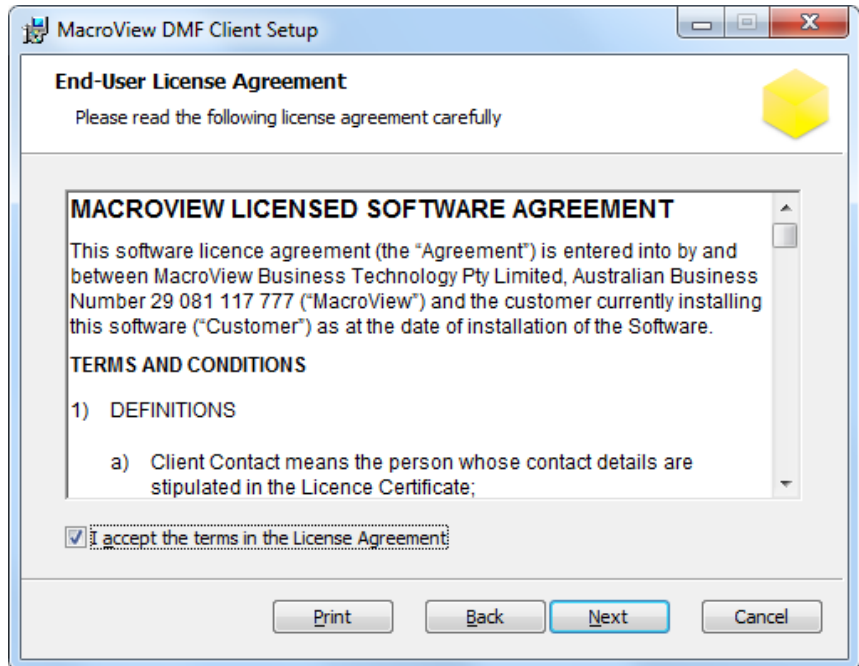 MacroView DMF Client Setup
End-User License Agreement
Please read the following license agreement carefully
MACROVIEW LICENSED SOFTWARE AGREEMENT
This software licence agreement (the “Agreement”) is entered into by and
between MacroView Business Technology Pty Limited, Australian Business
Number 29 081 117 777 (“MacroView”) and the customer currently installing
this software (“Customer”) as at the date of installation of the Software.
TERMS AND CONDITIONS
1) DEFINITIONS
a) Client Contact means the person whose contact details are
stipulated in the Licence Certificate;
I accept the terms in the License Agreement
Print Back Next Cancel